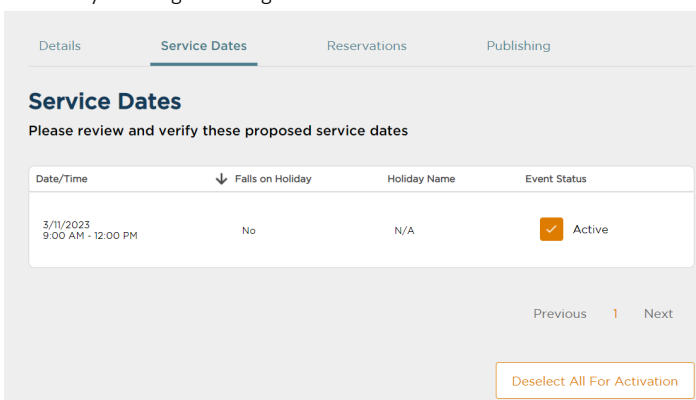 Details Service Dates Reservations Publishing
Service Dates
Please review and verify these proposed service dates
Date/Time Falls on Holiday Holiday Name Event Status
3/11/2023
9:00 AM - 12:00 PM No N/A Active
Previous 1 Next
Deselect All For Activation